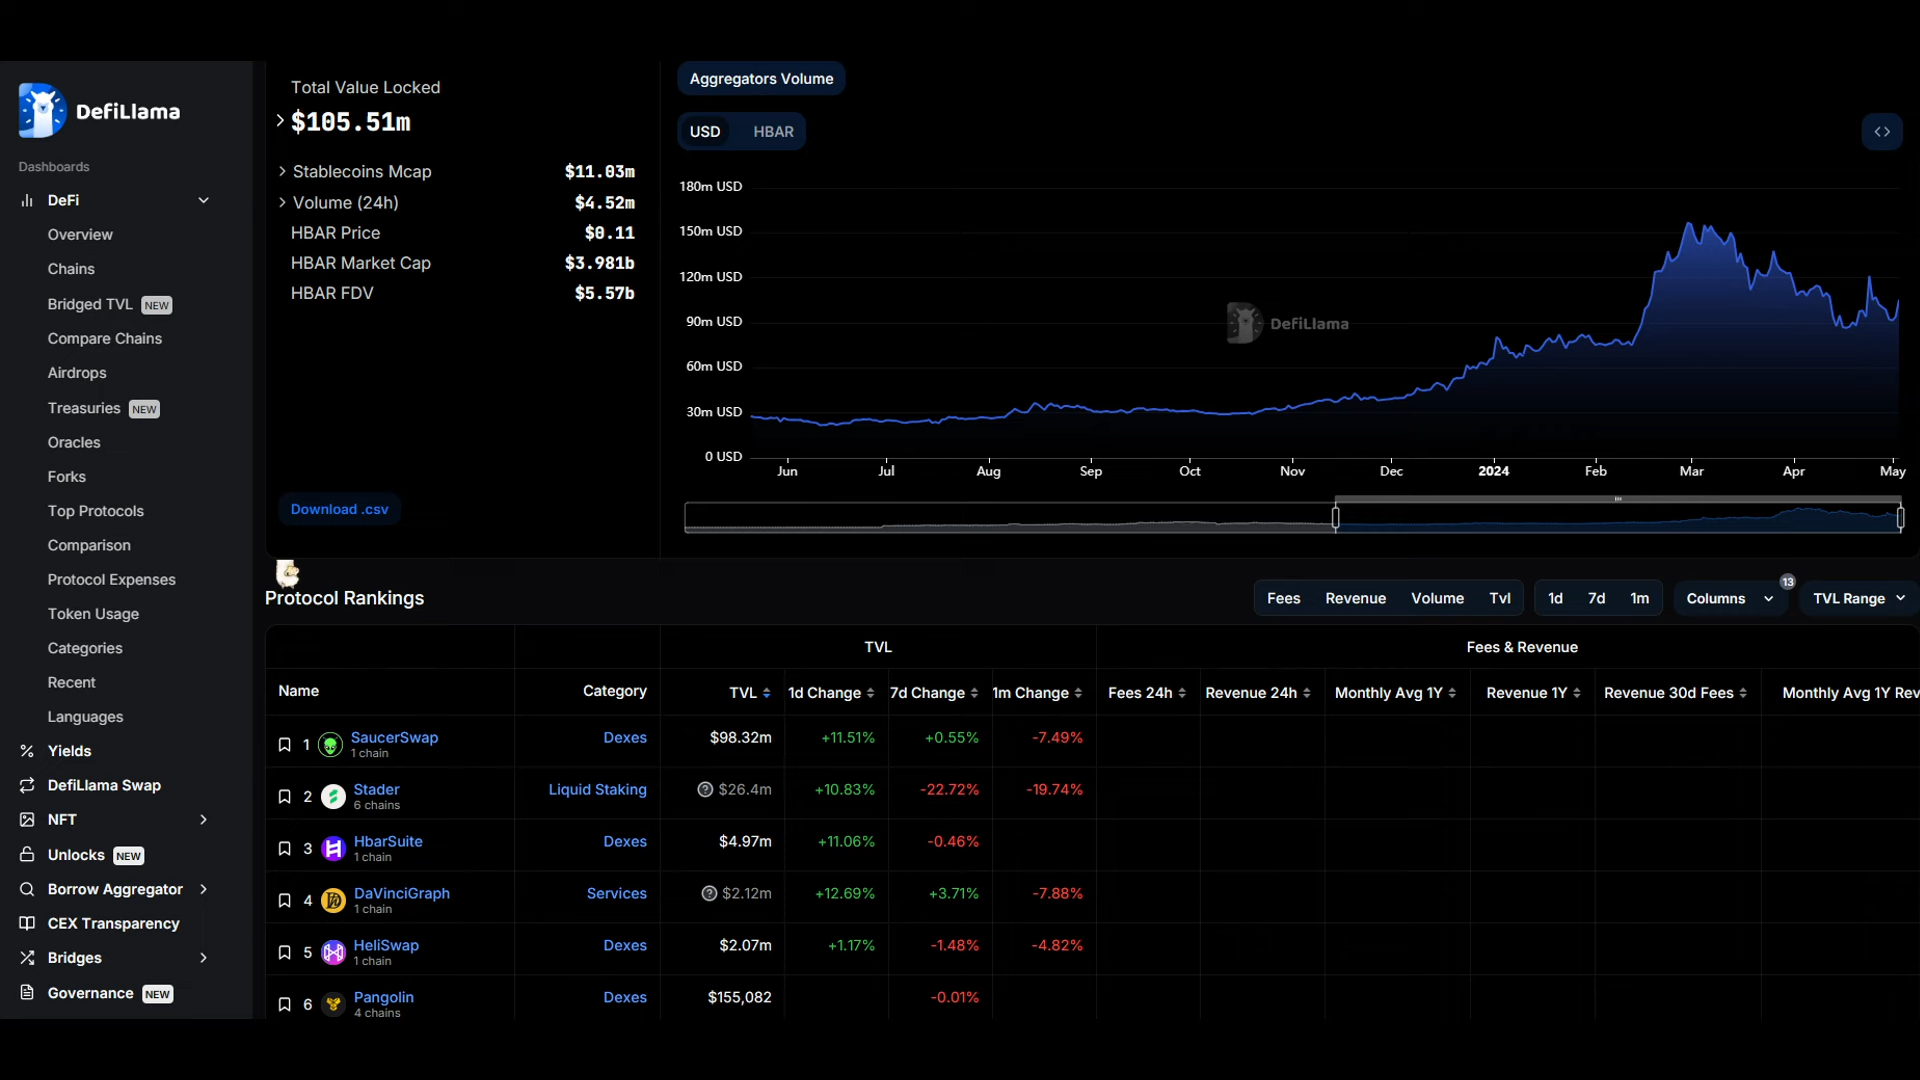 DefiLlama
Dashboards
DeFi
Overview
Chains
Bridged TVL NEW
Compare Chains
Airdrops
Treasuries NEW
Oracles
Forks
Top Protocols
Comparison
Protocol Expenses
Token Usage
Categories
Recent
Languages
Yields
DefiLlama Swap
NFT
Unlocks NEW
Borrow Aggregator
CEX Transparency
Bridges
Governance NEW
Total Value Locked
$105.51m
Stablecoins Mcap $11.03m
Volume (24h) $4.52m
HBAR Price $0.11
HBAR Market Cap $3.981b
HBAR FDV $5.57b
Download .csv
Aggregators Volume
USD HBAR
180m USD
150m USD
120m USD
90m USD
60m USD
30m USD
0 USD
DefiLlama
Jun Jul Aug Sep Oct Nov Dec 2024 Feb Mar Apr May
Protocol Rankings
Fees Revenue Volume Tvl 1d 7d 1m Columns 13 TVL Range
TVL Fees & Revenue
Name Category TVL 1d Change 7d Change 1m Change Fees 24h Revenue 24h Monthly Avg 1Y Revenue 1Y Revenue 30d Fees Monthly Avg 1Y Rev
1 SaucerSwap Dexes $98.32m +11.51% +0.55% -7.49%
1 chain
2 Stader Liquid Staking $26.4m +10.83% -22.72% -19.74%
6 chains
3 HbarSuite Dexes $4.97m +11.06% -0.46%
1 chain
4 DaVinciGraph Services $2.12m +12.69% +3.71% -7.88%
1 chain
5 HeliSwap Dexes $2.07m +1.17% -1.48% -4.82%
1 chain
6 Pangolin Dexes $155,082 -0.01%
4 chains